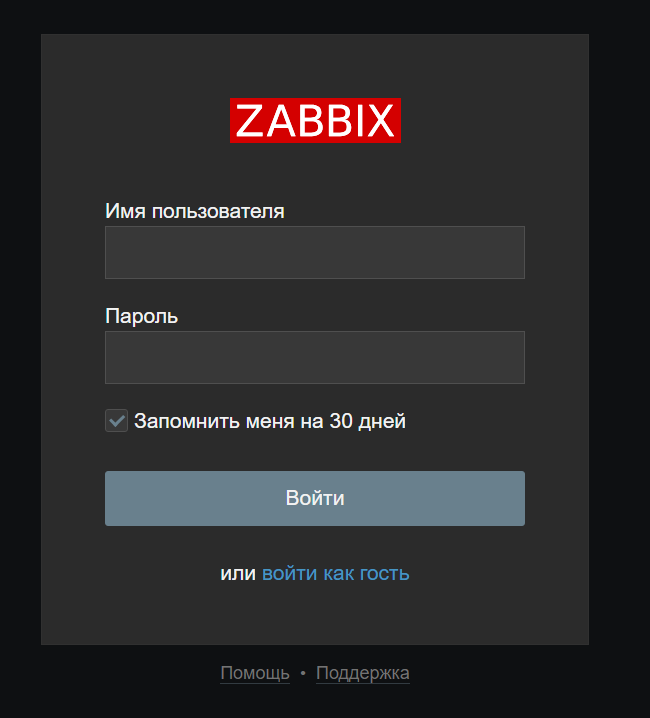 ZABBIX
Имя пользователя
Пароль
Запомнить меня на 30 дней
Войти
или войти как гость
Помощь • Поддержка